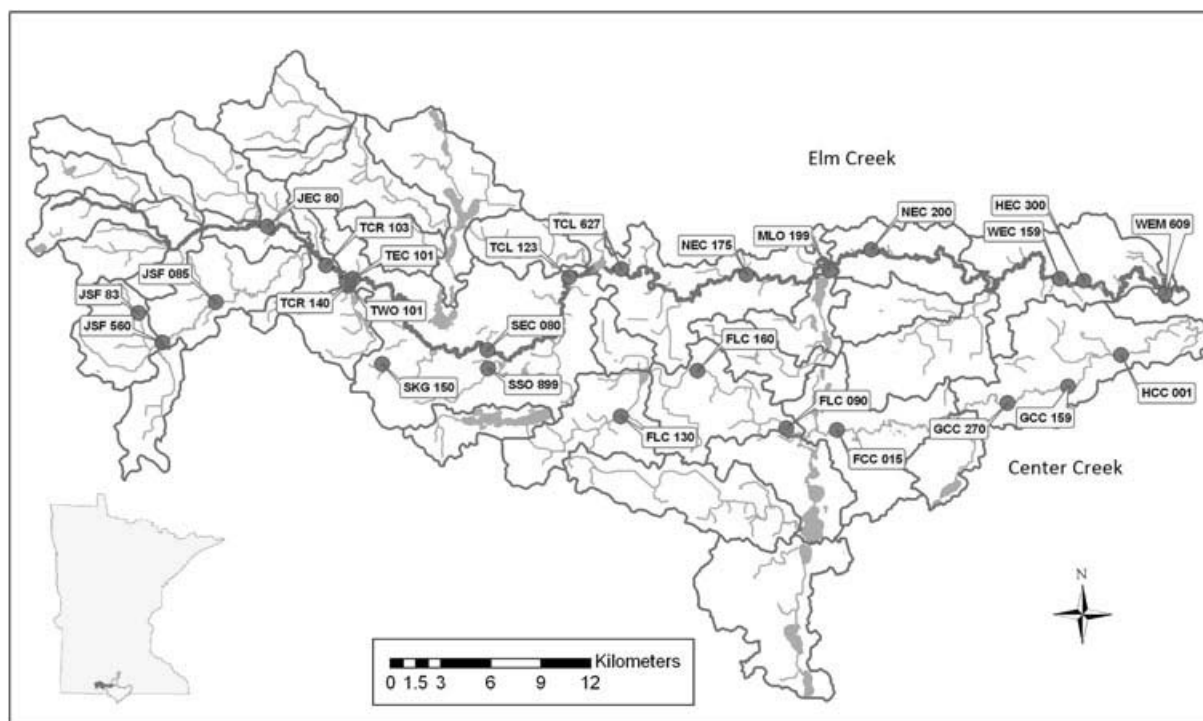 Elm Creek
JEC 80
TCR 103
TEC 101
TCL 627
TCL 123
NEC 175
MLO 199
NEC 200
HEC 300
WEC 159
WEM 609
JSF 085
JSF 83
JSF 560
TCR 140
TWO 101
SEC 080
SKG 150
SSO 899
FLC 160
FLC 090
FLC 130
FCC 015
GCC 270
GCC 159
HCC 001
Center Creek
N
Kilometers
0 1.5 3 6 9 12